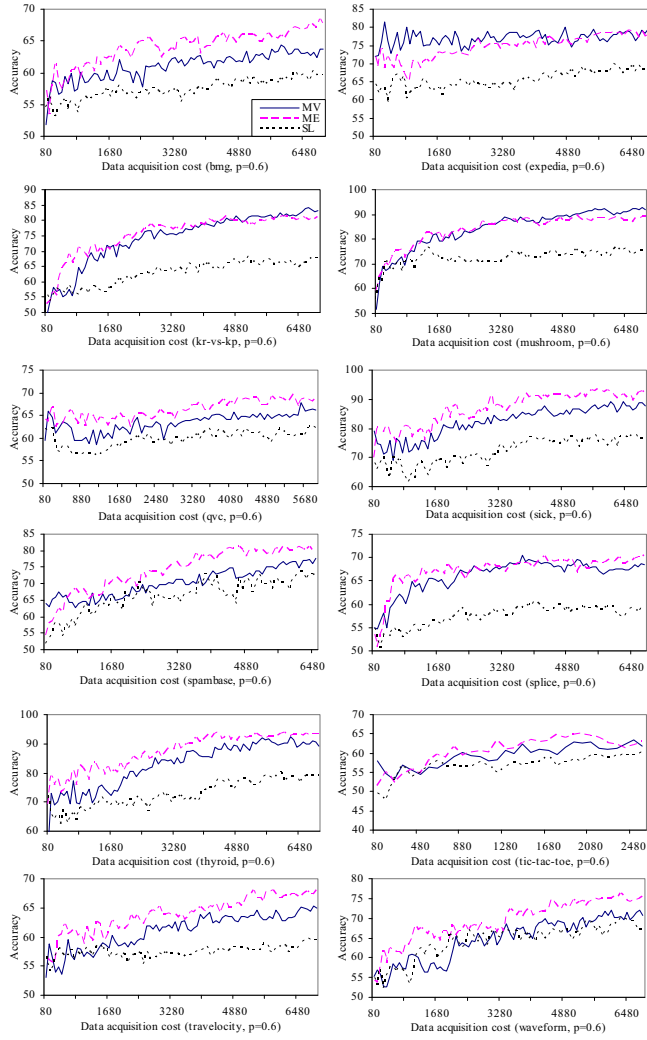 70
65
60
55
50
Accuracy
MV
ME
SL
80 1680 3280 4880 6480
Data acquisition cost (bmg, p=0.6)
85
80
75
70
65
60
55
50
Accuracy
80 1680 3280 4880 6480
Data acquisition cost (expedia, p=0.6)
90
85
80
75
70
65
60
55
50
Accuracy
80 1680 3280 4880 6480
Data acquisition cost (kr-vs-kp, p=0.6)
100
90
80
70
60
50
Accuracy
80 1680 3280 4880 6480
Data acquisition cost (mushroom, p=0.6)
75
70
65
60
55
50
Accuracy
80 880 1680 2480 3280 4080 4880 5680
Data acquisition cost (qvc, p=0.6)
100
90
80
70
60
Accuracy
80 1680 3280 4880 6480
Data acquisition cost (sick, p=0.6)
85
80
75
70
65
60
55
50
Accuracy
80 1680 3280 4880 6480
Data acquisition cost (spambase, p=0.6)
75
70
65
60
55
50
Accuracy
80 1680 3280 4880 6480
Data acquisition cost (splice, p=0.6)
100
90
80
70
60
Accuracy
80 1680 3280 4880 6480
Data acquisition cost (thyroid, p=0.6)
70
65
60
55
50
45
40
Accuracy
80 480 880 1280 1680 2080 2480
Data acquisition cost (tic-tac-toe, p=0.6)
70
65
60
55
50
Accuracy
80 1680 3280 4880 6480
Data acquisition cost (travelocity, p=0.6)
80
75
70
65
60
55
50
Accuracy
80 1680 3280 4880 6480
Data acquisition cost (waveform, p=0.6)